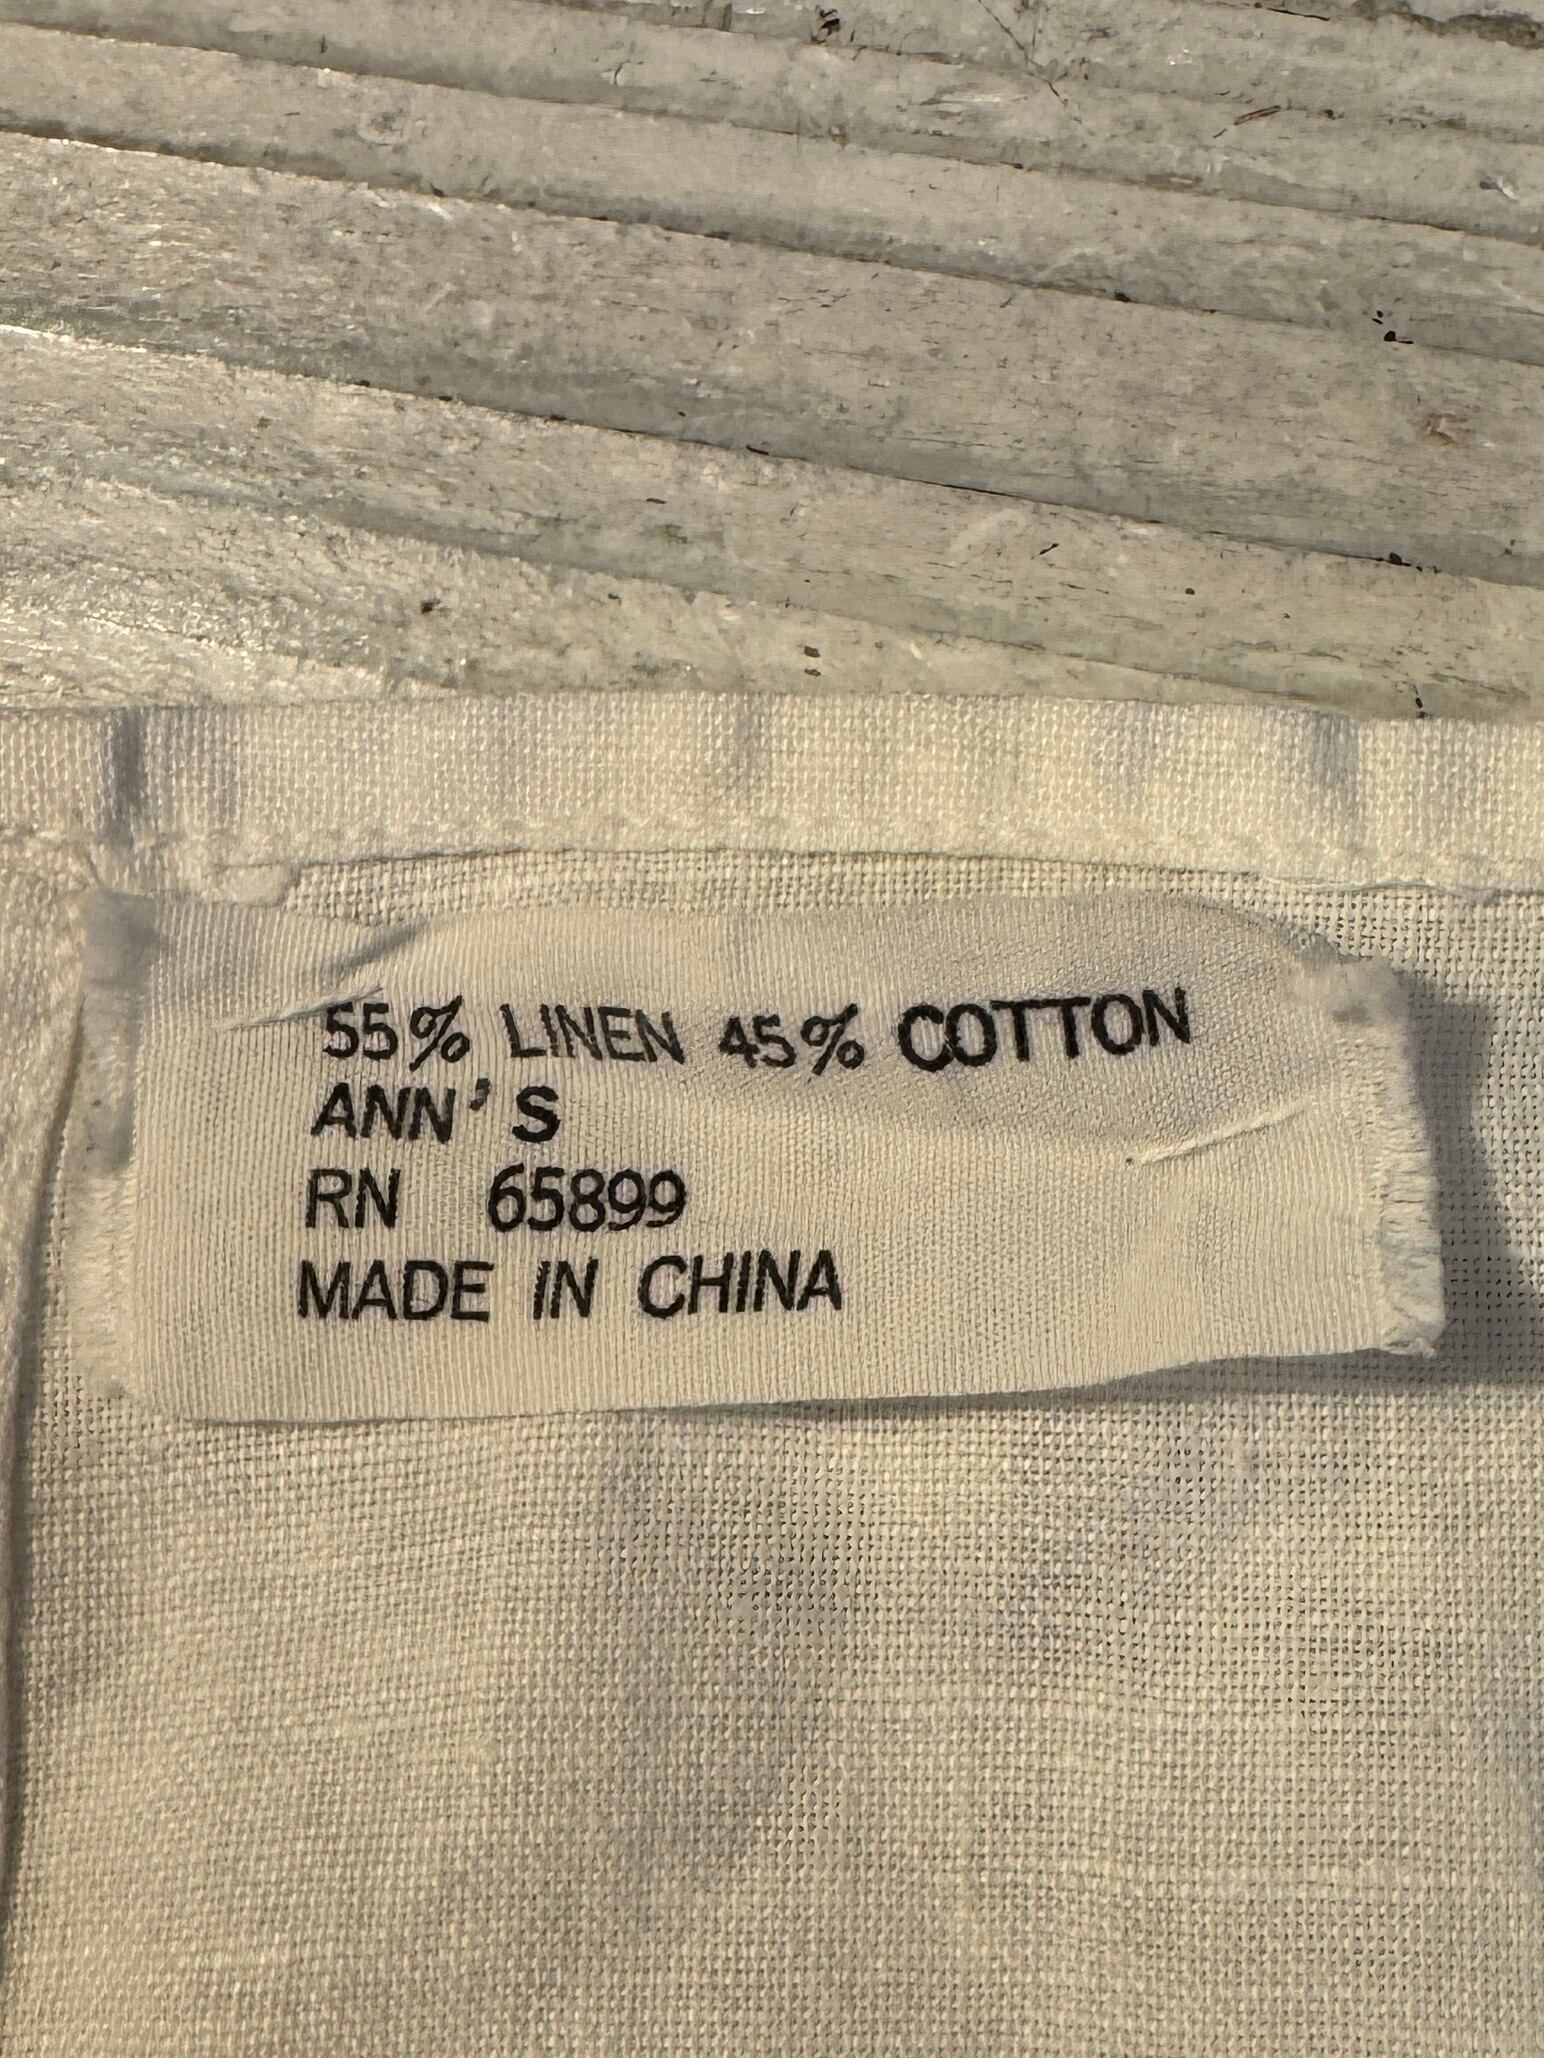 55% LINEN 45% COTTON
ANN'S
RN 65899
MADE IN CHINA